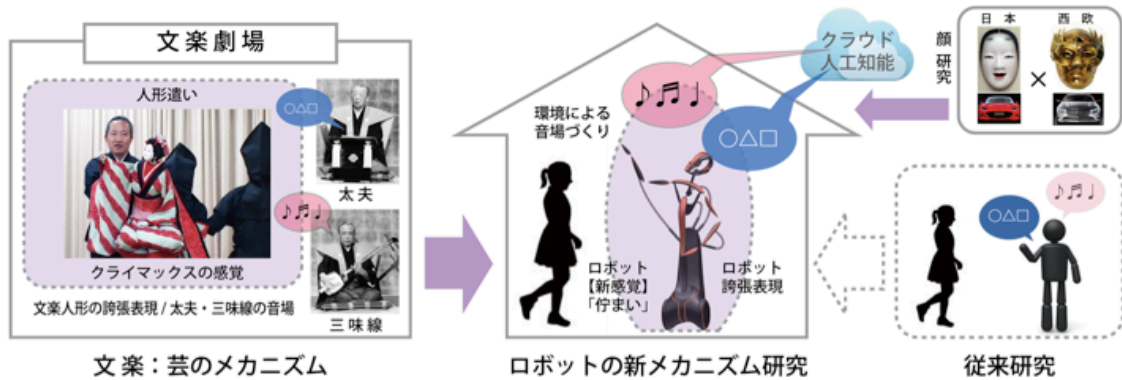 文楽劇場
人形遣い
○△□
太夫
クライマックスの感覚
文楽人形の誇張表現 / 太夫・三味線の音場
三味線
文楽：芸のメカニズム
クラウド
人工知能
環境による
音場づくり
○△□
ロボット
【新感覚】
「佇まい」
ロボット
誇張表現
ロボットの新メカニズム研究
日本
西欧
顔研究
×
○△□
従来研究